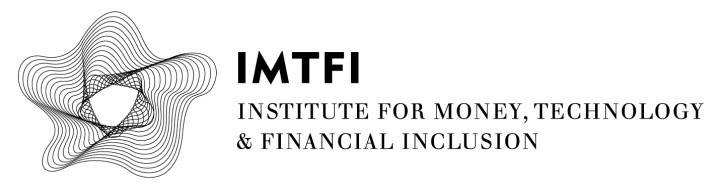 IMTFI
INSTITUTE FOR MONEY, TECHNOLOGY
& FINANCIAL INCLUSION